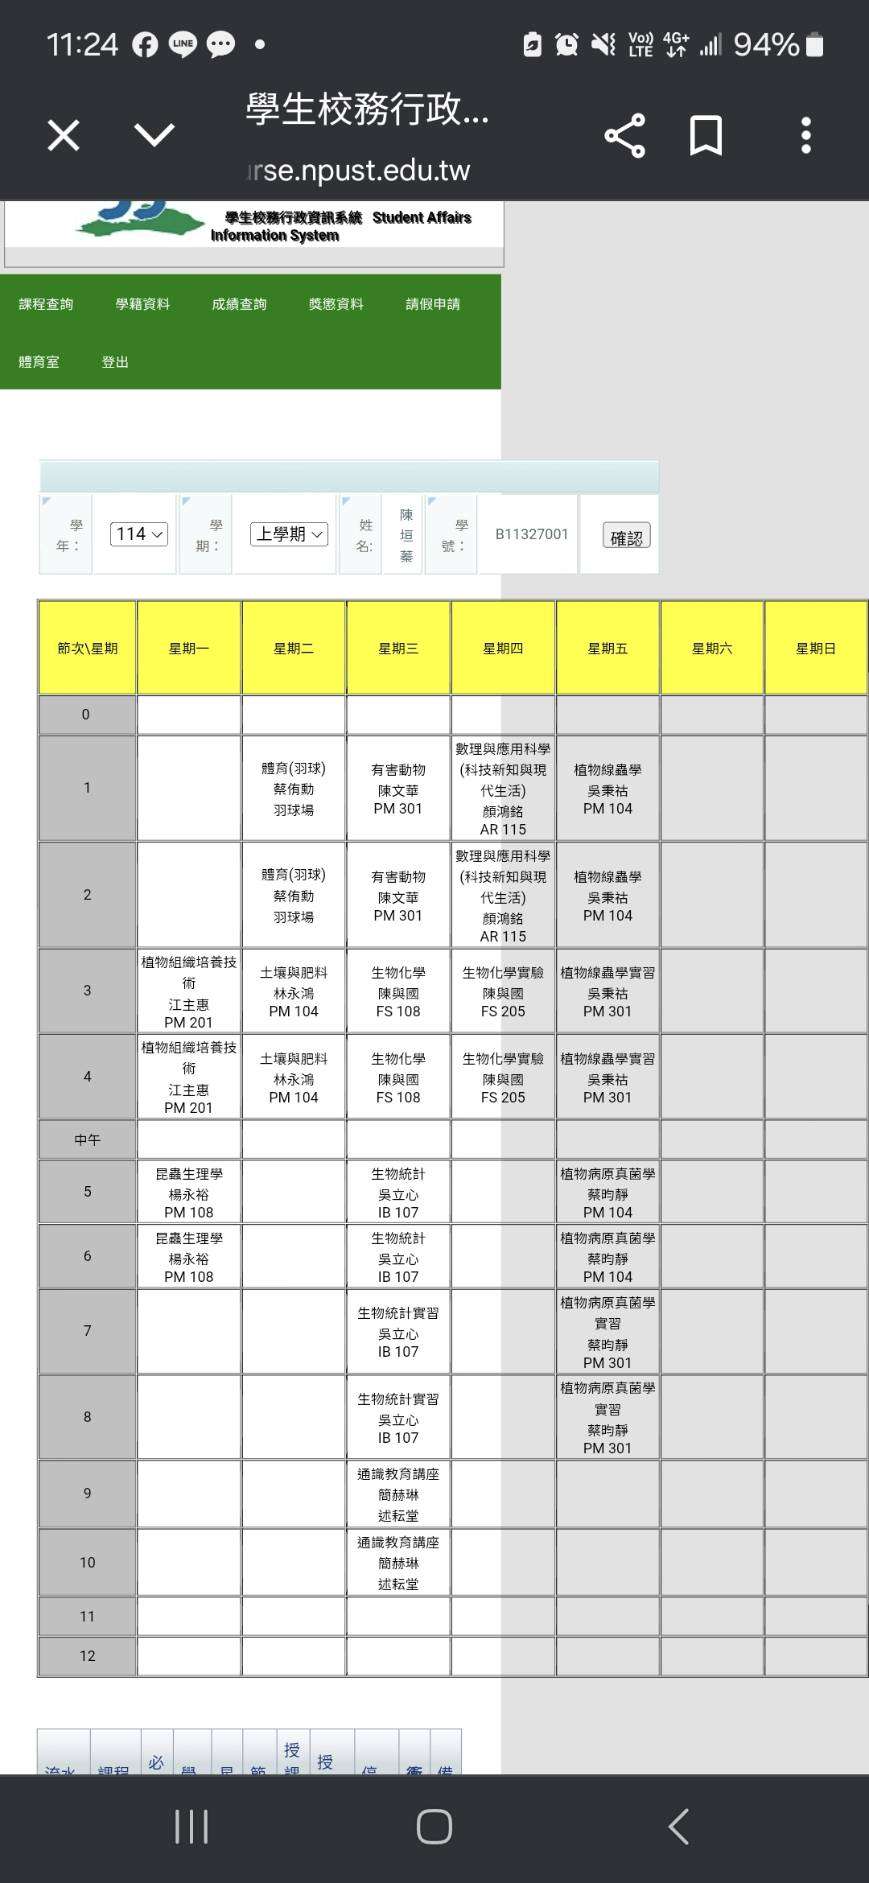 11:24 LINE Vo)) LTE 4G+ 94%
學生校務行政...
rse.npust.edu.tw
學生校務行政資訊系統 Student Affairs
Information System
課程查詢 學籍資料 成績查詢 獎懲資料 請假申請
體育室 登出
學年： 114 學期： 上學期 姓名: 陳垣蓁 學號： B11327001 確認
節次\星期 星期一 星期二 星期三 星期四 星期五 星期六 星期日
0
1
體育(羽球)
蔡侑勳
羽球場
有害動物
陳文華
PM 301
數理與應用科學
(科技新知與現
代生活)
顏鴻銘
AR 115
植物線蟲學
吳秉祜
PM 104
2
體育(羽球)
蔡侑勳
羽球場
有害動物
陳文華
PM 301
數理與應用科學
(科技新知與現
代生活)
顏鴻銘
AR 115
植物線蟲學
吳秉祜
PM 104
3
植物組織培養技
術
江主惠
PM 201
土壤與肥料
林永鴻
PM 104
生物化學
陳與國
FS 108
生物化學實驗
陳與國
FS 205
植物線蟲學實習
吳秉祜
PM 301
4
植物組織培養技
術
江主惠
PM 201
土壤與肥料
林永鴻
PM 104
生物化學
陳與國
FS 108
生物化學實驗
陳與國
FS 205
植物線蟲學實習
吳秉祜
PM 301
中午
5
昆蟲生理學
楊永裕
PM 108
生物統計
吳立心
IB 107
植物病原真菌學
蔡昀靜
PM 104
6
昆蟲生理學
楊永裕
PM 108
生物統計
吳立心
IB 107
植物病原真菌學
蔡昀靜
PM 104
7
生物統計實習
吳立心
IB 107
植物病原真菌學
實習
蔡昀靜
PM 301
8
生物統計實習
吳立心
IB 107
植物病原真菌學
實習
蔡昀靜
PM 301
9
通識教育講座
簡赫琳
述耘堂
10
通識教育講座
簡赫琳
述耘堂
11
12
必 授課 授